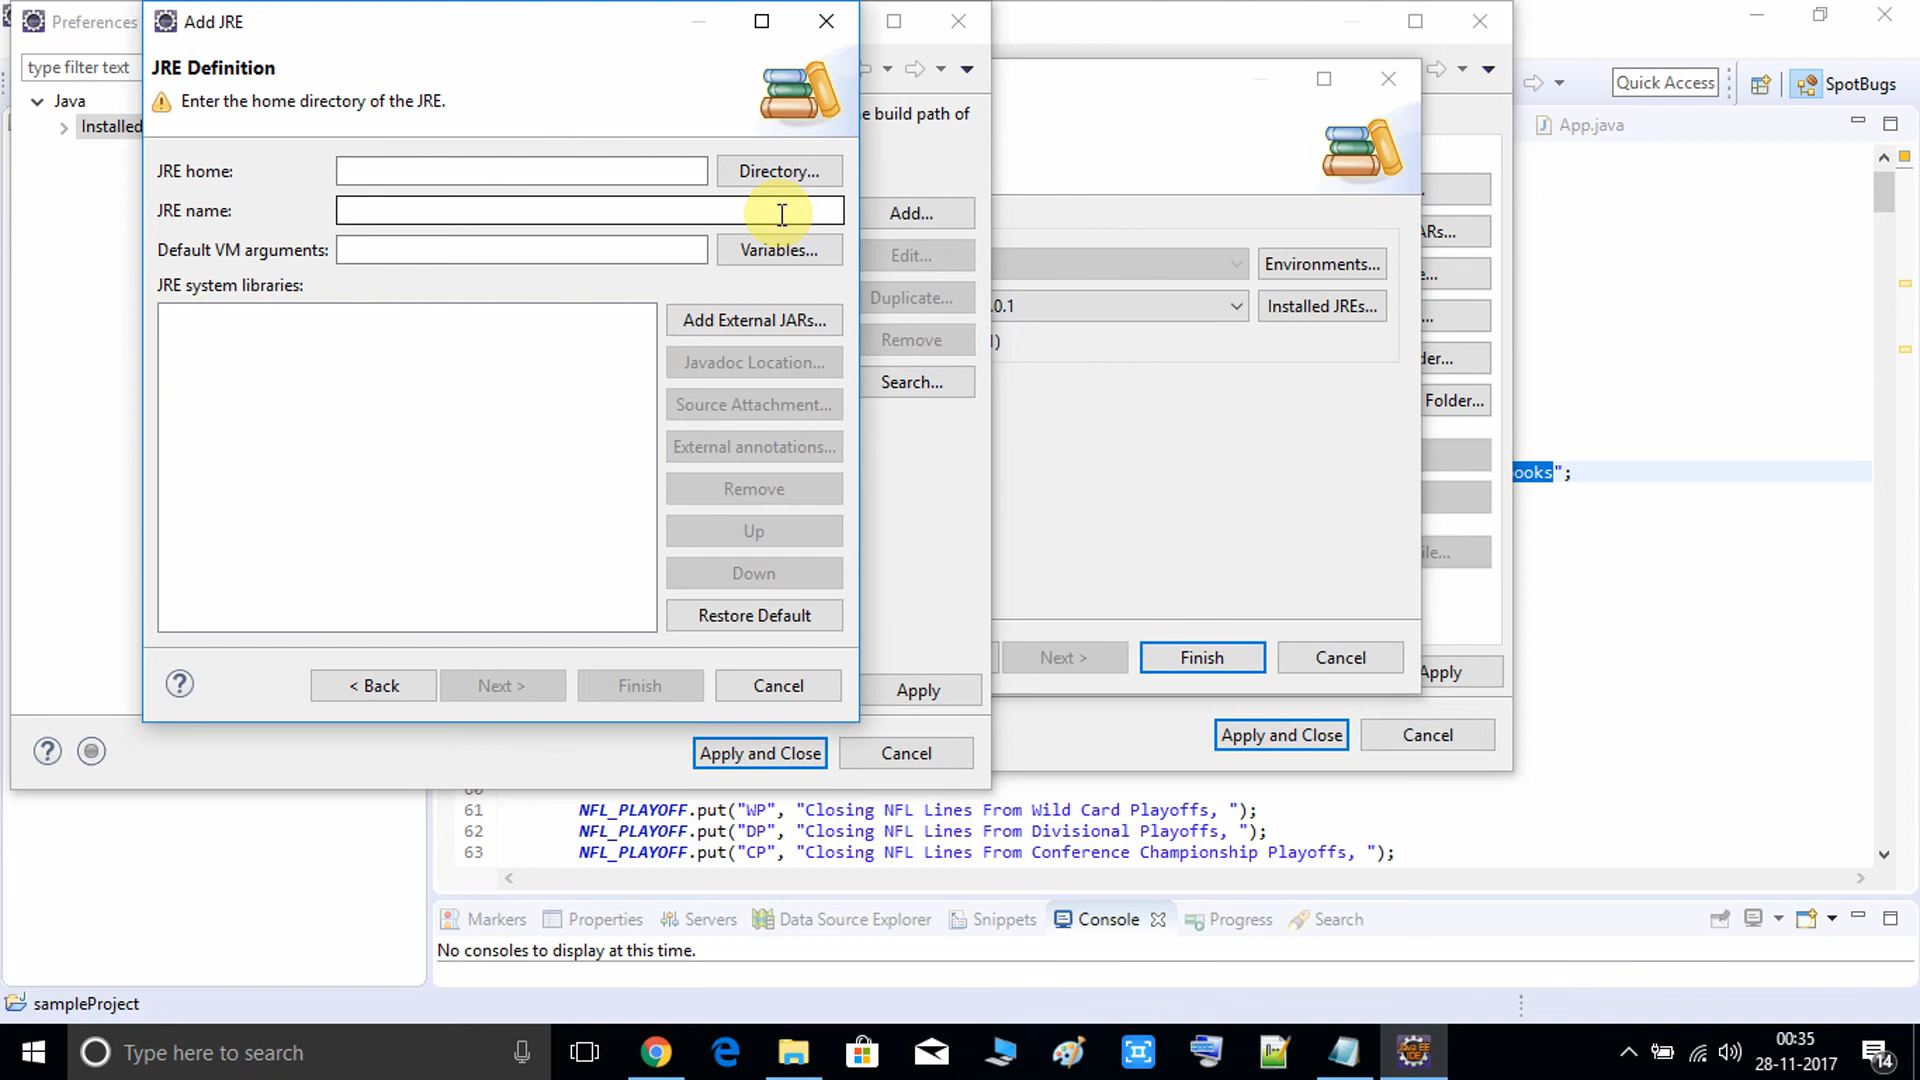 Preferences
Add JRE
type filter text
JRE Definition
Enter the home directory of the JRE.
Java
Installed
e build path of
Quick Access
SpotBugs
App.java
JRE home:
Directory...
JRE name:
Default VM arguments:
Variables...
JRE system libraries:
Add External JARs...
Javadoc Location...
Source Attachment...
External annotations...
Remove
Up
Down
Restore Default
< Back
Next >
Finish
Cancel
Add...
Edit...
Duplicate...
Remove
Search...
Apply
Apply and Close
Cancel
Environments...
.0.1
Installed JREs...
)
Next >
Finish
Cancel
ARs...
e...
der...
Folder...
ile...
Apply
Apply and Close
Cancel
ooks";
61 NFL_PLAYOFF.put("WP", "Closing NFL Lines From Wild Card Playoffs, ");
62 NFL_PLAYOFF.put("DP", "Closing NFL Lines From Divisional Playoffs, ");
63 NFL_PLAYOFF.put("CP", "Closing NFL Lines From Conference Championship Playoffs, ");
Markers Properties Servers Data Source Explorer Snippets Console Progress Search
No consoles to display at this time.
sampleProject
Type here to search
00:35
28-11-2017
14